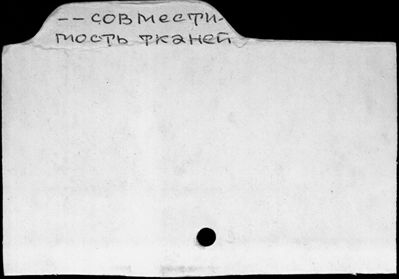 -- совмести-
мость тканей